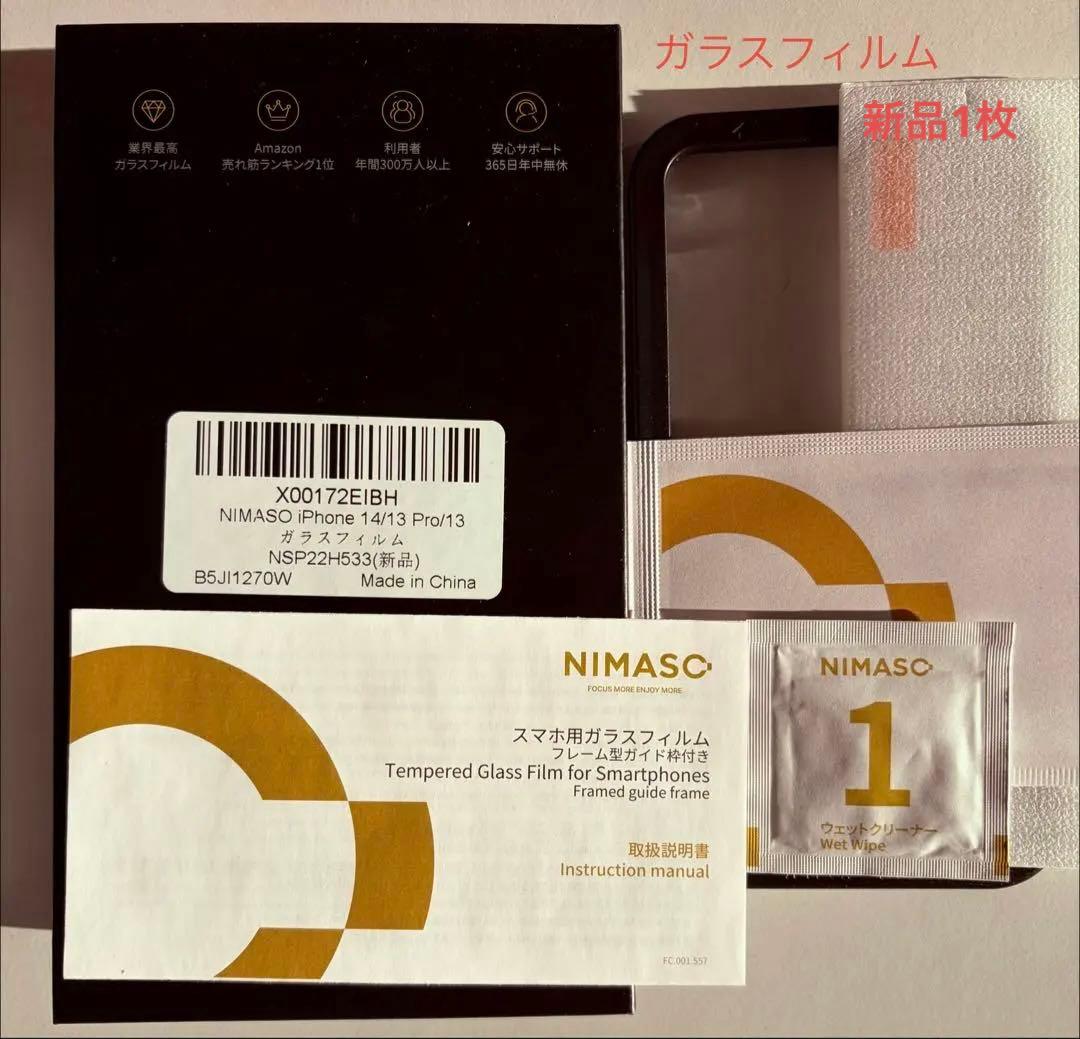 ガラスフィルム
新品1枚
業界最高
ガラスフィルム
Amazon
売れ筋ランキング1位
利用者
年間300万人以上
安心サポート
365日年中無休
X00172EIBH
NIMASO iPhone 14/13 Pro/13
ガラスフィルム
NSP22H533(新品)
B5JI1270W Made in China
NIMASO
FOCUS MORE ENJOY MORE
スマホ用ガラスフィルム
フレーム型ガイド枠付き
Tempered Glass Film for Smartphones
Framed guide frame
取扱説明書
Instruction manual
FC.001.557
NIMASO
1
ウェットクリーナー
Wet Wipe